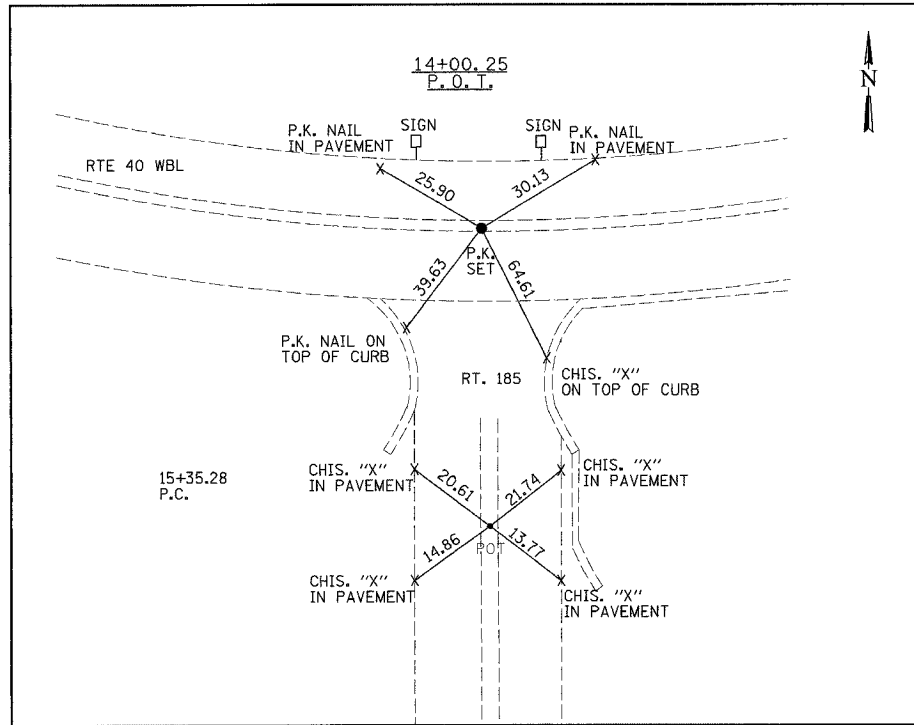 14+00.25
P.O.T.
N
P.K. NAIL
IN PAVEMENT
SIGN
SIGN
P.K. NAIL
IN PAVEMENT
RTE 40 WBL
25.90
30.13
P.K.
SET
39.63
64.61
P.K. NAIL ON
TOP OF CURB
RT. 185
CHIS. "X"
ON TOP OF CURB
15+35.28
P.C.
CHIS. "X"
IN PAVEMENT
20.61
21.74
CHIS. "X"
IN PAVEMENT
14.86
13.77
POT
CHIS. "X"
IN PAVEMENT
CHIS. "X"
IN PAVEMENT